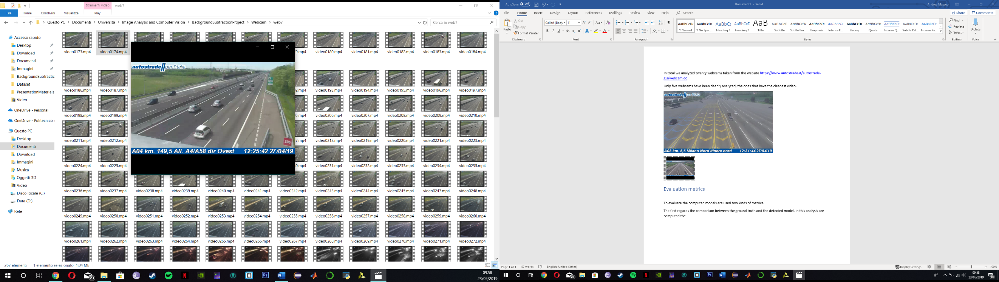 Strumenti video
web7
File
Home
Condividi
Visualizza
Play
Questo PC
Documenti
Università
Image Analysis and Computer Vision
BackgroundSubtractionProject
Webcam
web7
Cerca in web7
Accesso rapido
Desktop
Download
Documenti
Immagini
BackgroundSubtractic
Dataset
PresentationMaterials
Video
OneDrive - Personal
OneDrive - Politecnico
Questo PC
Desktop
Documenti
Download
Immagini
Musica
Oggetti 3D
Video
Disco locale (C:)
Data (D:)
Rete
video0173.mp4 video0174.mp4 9.mp4 video0180.mp4 video0181.mp4 video0182.mp4 video0183.mp4 video0184.mp4
video0186.mp4 video0187.mp4 2.mp4 video0193.mp4 video0194.mp4 video0195.mp4 video0196.mp4 video0197.mp4
video0198.mp4 video0199.mp4 5.mp4 video0206.mp4 video0207.mp4 video0208.mp4 video0209.mp4 video0210.mp4
video0211.mp4 video0212.mp4 7.mp4 video0218.mp4 video0219.mp4 video0220.mp4 video0221.mp4 video0223.mp4
video0224.mp4 video0225.mp4 0.mp4 video0231.mp4 video0232.mp4 video0233.mp4 video0234.mp4 video0235.mp4
video0236.mp4 video0237.mp4 video0238.mp4 video0239.mp4 video0240.mp4 video0241.mp4 video0242.mp4 video0243.mp4 video0244.mp4 video0245.mp4 video0247.mp4 video0248.mp4
video0249.mp4 video0250.mp4 video0251.mp4 video0252.mp4 video0253.mp4 video0254.mp4 video0255.mp4 video0256.mp4 video0257.mp4 video0258.mp4 video0259.mp4 video0260.mp4
video0261.mp4 video0262.mp4 video0263.mp4 video0264.mp4 video0265.mp4 video0266.mp4 video0267.mp4 video0268.mp4 video0269.mp4 video0270.mp4 video0271.mp4 video0272.mp4
autostrade per l'italia
SOS
A04 km. 149,5 All. A4/A58 dir Ovest 12:25:42 27/04/19
267 elementi 1 elemento selezionato 1,04 MB
23
09:58
23/05/2019
AutoSave Off
Document1 - Word
Andrea Mazzeo
File Home Insert Design Layout References Mailings Review View Help Search
Share Comments
Paste
Cut
Copy
Format Painter
Clipboard
Calibri (Body 11
B I U
Font
Paragraph
AaBbCcDc ¶ Normal
AaBbCcDc ¶ No Spac...
AaBbCc Heading 1
AaBbCcE Heading 2
AaB Title
AaBbCcD Subtitle
AaBbCcDc Subtle Em...
AaBbCcDc Emphasis
AaBbCcDc Intense E...
AaBbCcDc Strong
AaBbCcDc Quote
AaBbCcDc Intense Q...
AABBCCDE Subtle Ref...
AABBCCDE Intense Re...
Styles
Find
Replace
Select
Editing
Dictate
Voice
In total we analyzed twenty webcams taken from the website https://www.autostrade.it/autostrade-
gis/webcam.do.
Only five webcams have been deeply analyzed, the ones that have the cleanest video.
autostrade per l'italia
A08 km. 5,6 Milano Nord itinere nord 12:31:44 27/04/19
Evaluation metrics
To evaluate the computed models are used two kinds of metrics.
The first regards the comparison between the ground truth and the detected model. In this analysis are
computed the
Page 1 of 1 57 words English (United States)
Display Settings
100%
23
09:58
23/05/2019
15